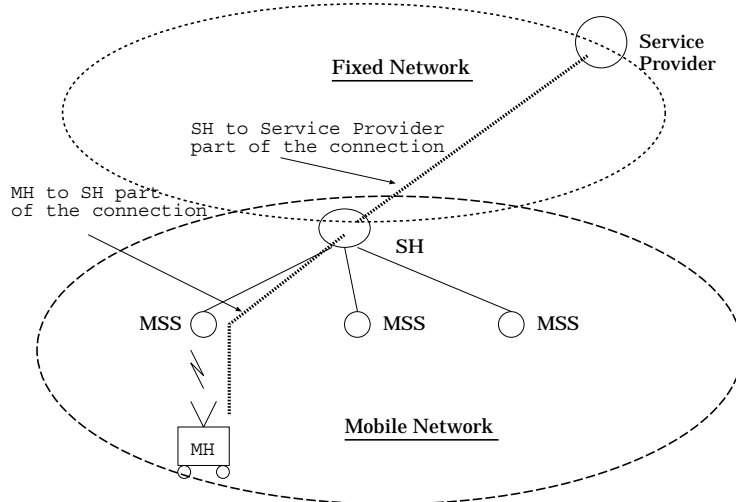 Service
Provider
Fixed Network
SH to Service Provider
part of the connection
MH to SH part
of the connection
SH
MSS
MSS
MSS
MH
Mobile Network